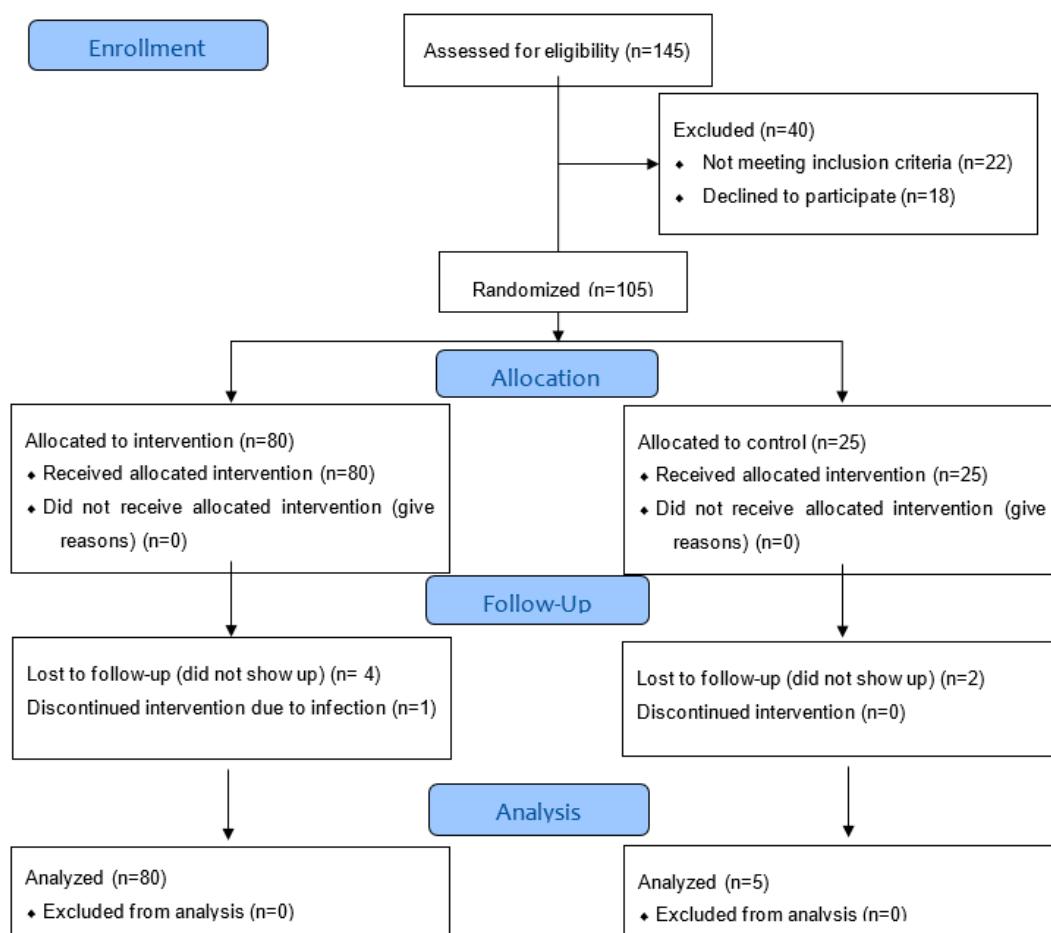 Enrollment
Assessed for eligibility (n=145)
Excluded (n=40)
⬥ Not meeting inclusion criteria (n=22)
⬥ Declined to participate (n=18)
Randomized (n=105)
Allocation
Allocated to intervention (n=80)
⬥ Received allocated intervention (n=80)
⬥ Did not receive allocated intervention (give
reasons) (n=0)
Allocated to control (n=25)
⬥ Received allocated intervention (n=25)
⬥ Did not receive allocated intervention (give
reasons) (n=0)
Follow-Up
Lost to follow-up (did not show up) (n= 4)
Discontinued intervention due to infection (n=1)
Lost to follow-up (did not show up) (n=2)
Discontinued intervention (n=0)
Analysis
Analyzed (n=80)
⬥ Excluded from analysis (n=0)
Analyzed (n=5)
⬥ Excluded from analysis (n=0)